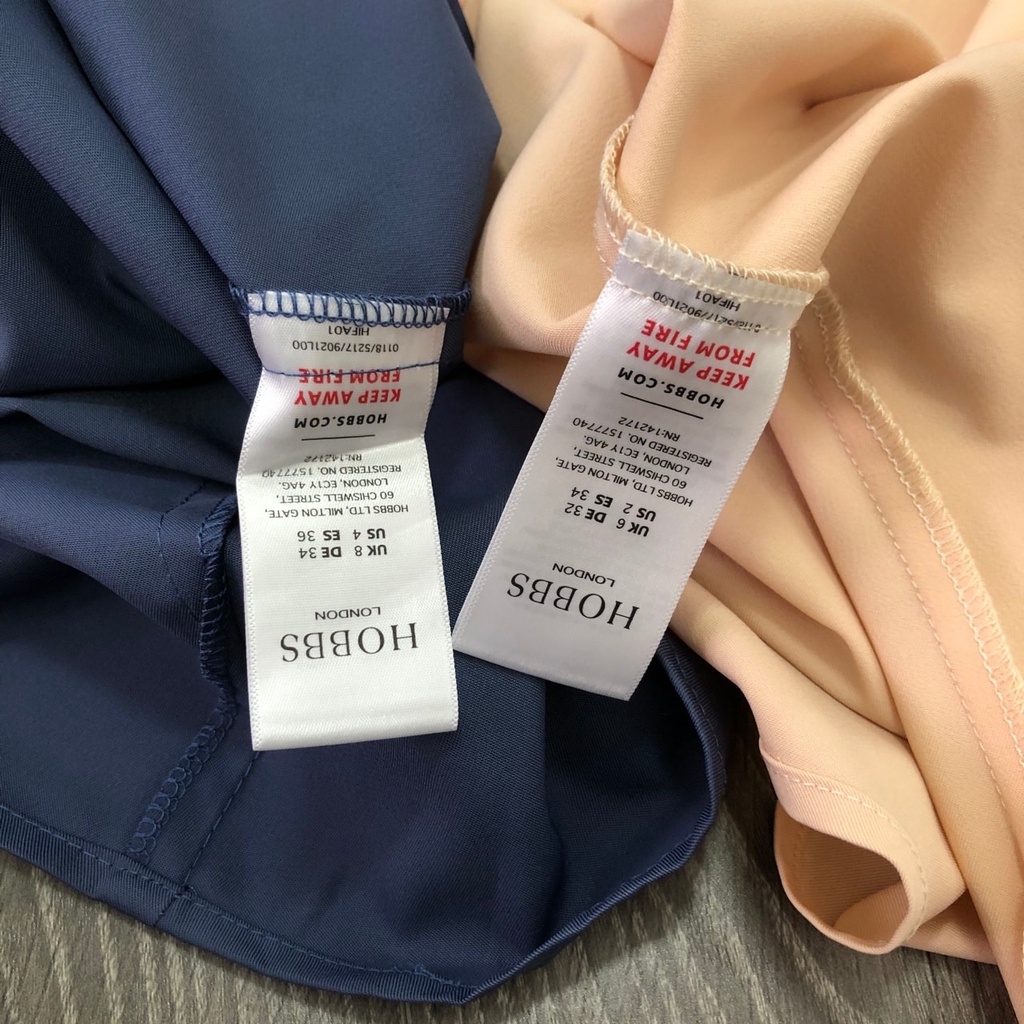 HOBBS
LONDON
UK 8 DE 34
US 4 ES 36
HOBBS LTD, MILTON GATE,
60 CHISWELL STREET,
LONDON, EC1Y 4AG.
REGISTERED NO. 1577740
RN:142172
HOBBS.COM
KEEP AWAY
FROM FIRE
0118/5217/9021L00
HIFA01
HOBBS
LONDON
UK 6 DE 32
US 2 ES 34
HOBBS LTD, MILTON GATE,
60 CHISWELL STREET,
LONDON, EC1Y 4AG.
REGISTERED NO. 1577740
RN:142172
HOBBS.COM
KEEP AWAY
FROM FIRE
0118/5217/9021L00
HIFA01